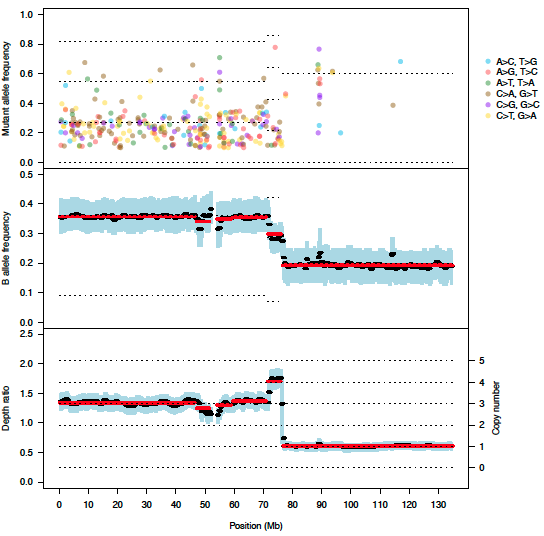 Mutant allele frequency
1.0
0.8
0.6
0.4
0.2
0.0
A>C, T>G
A>G, T>C
A>T, T>A
C>A, G>T
C>G, G>C
C>T, G>A
B allele frequency
0.5
0.4
0.3
0.2
0.1
0.0
Depth ratio
2.5
2.0
1.5
1.0
0.5
0.0
5
4
3
2
1
0
Copy number
0 10 20 30 40 50 60 70 80 90 100 110 120 130
Position (Mb)